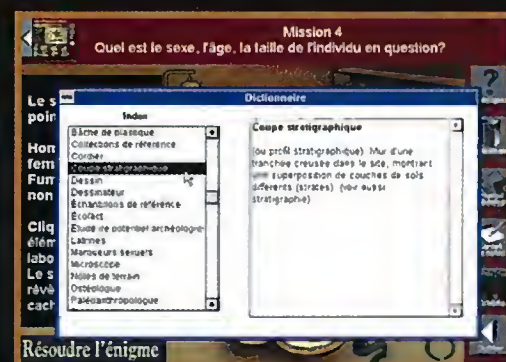 Mission 4
Quel est le sexe, l'âge, la taille de l'individu en question?
Le s
poin
Hom
fem
Fum
non
Cliq
élém
labo
Le s
révè
cach
Dictionnaire
Index
Bâche de plastique
Collections de référence
Cordier
Coupe stratigraphique
Dessin
Dessinateur
Échantillons de référence
Écofact
Étude de potentiel archéologiqu
Latrines
Marqueurs sexuels
Microscope
Notes de terrain
Ostéologue
Paléoanthropologue
Coupe stratigraphique
(ou profil stratigraphique) Mur d'une
tranchée creusée dans le site, montrant
une superposition de couches de sols
différents (strates). (voir aussi
stratigraphie)
Résoudre l'énigme